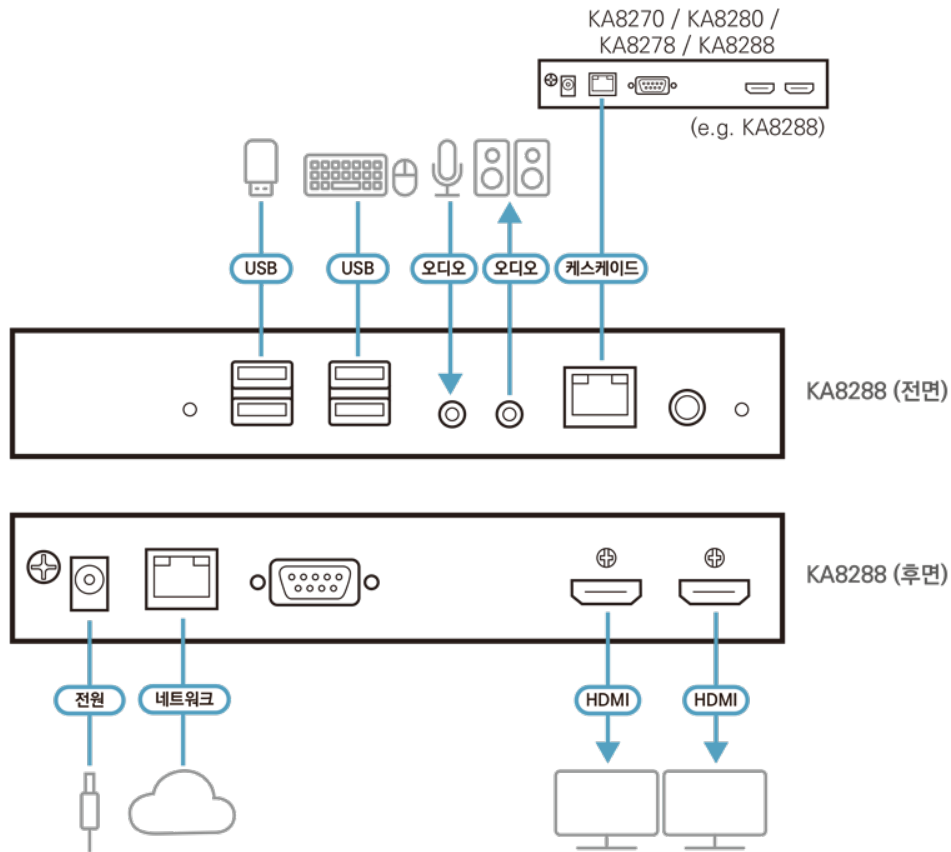 KA8270 / KA8280 /
KA8278 / KA8288
(e.g. KA8288)
USB
USB
오디오
오디오
케스케이드
KA8288 (전면)
KA8288 (후면)
전원
네트워크
HDMI
HDMI